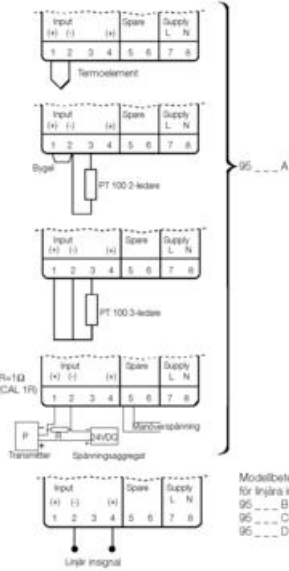 Input Spare Supply
(+) (-) (+) L N
1 2 3 4 5 6 7 8
Termoelement
Input Spare Supply
(+) (-) (+) L N
1 2 3 4 5 6 7 8
Bygel
PT 100 2-ledare
95 _ _ _ A
Input Spare Supply
(+) (-) (+) L N
1 2 3 4 5 6 7 8
PT 100 3-ledare
Input Spare Supply
R=1Ω (+) (-) (+) L N
(CAL 1R)
1 2 3 4 5 6 7 8
P R 24VDC Manöverspänning
Transmitter Spänningsaggregat
Input Spare Supply
(+) (-) (+) L N
1 2 3 4 5 6 7 8
Linjär insignal
Modellbete
för linjära in
95 _ _ _ B
95 _ _ _ C
95 _ _ _ D